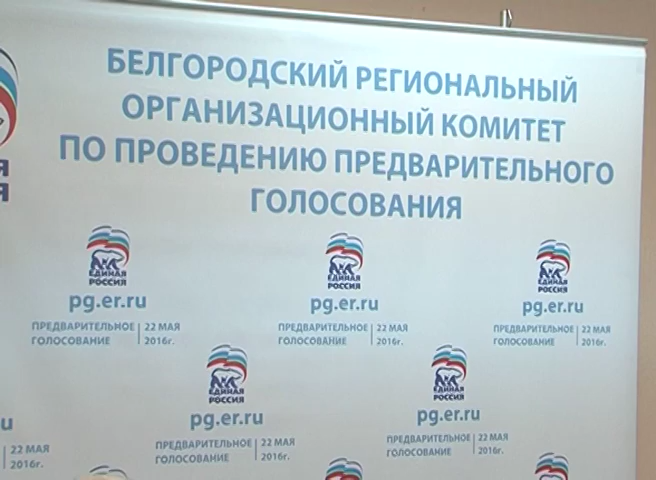 БЕЛГОРОДСКИЙ РЕГИОНАЛЬНЫЙ
ОРГАНИЗАЦИОННЫЙ КОМИТЕТ
ПО ПРОВЕДЕНИЮ ПРЕДВАРИТЕЛЬНОГО
ГОЛОСОВАНИЯ
ЕДИНАЯ
РОССИЯ
pg.er.ru
ПРЕДВАРИТЕЛЬНОЕ
ГОЛОСОВАНИЕ
22 МАЯ
2016г.
ЕДИНАЯ
РОССИЯ
pg.er.ru
ПРЕДВАРИТЕЛЬНОЕ
ГОЛОСОВАНИЕ
22 МАЯ
2016г.
ЕДИНАЯ
РОССИЯ
pg.er.ru
ПРЕДВАРИТЕЛЬНОЕ
ГОЛОСОВАНИЕ
22 МАЯ
2016г.
22 МАЯ
2016г.
ЕДИНАЯ
РОССИЯ
pg.er.ru
ПРЕДВАРИТЕЛЬНОЕ
ГОЛОСОВАНИЕ
22 МАЯ
2016г.
ЕДИНАЯ
РОССИЯ
pg.er.ru
ПРЕДВАРИТЕЛЬНОЕ
ГОЛОСОВАНИЕ
22 МАЯ
2016г.